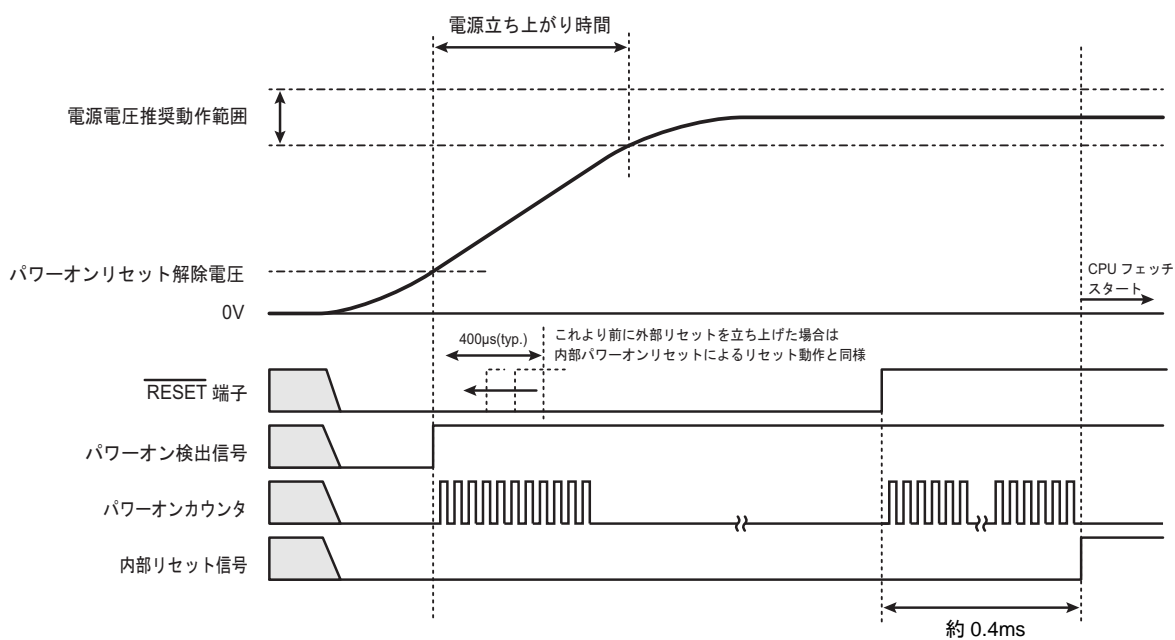 電源立ち上がり時間
電源電圧推奨動作範囲
パワーオンリセット解除電圧
0V
CPU フェッチ
スタート
400μs(typ.)
これより前に外部リセットを立ち上げた場合は
内部パワーオンリセットによるリセット動作と同様
RESET 端子
パワーオン検出信号
パワーオンカウンタ
内部リセット信号
約 0.4ms